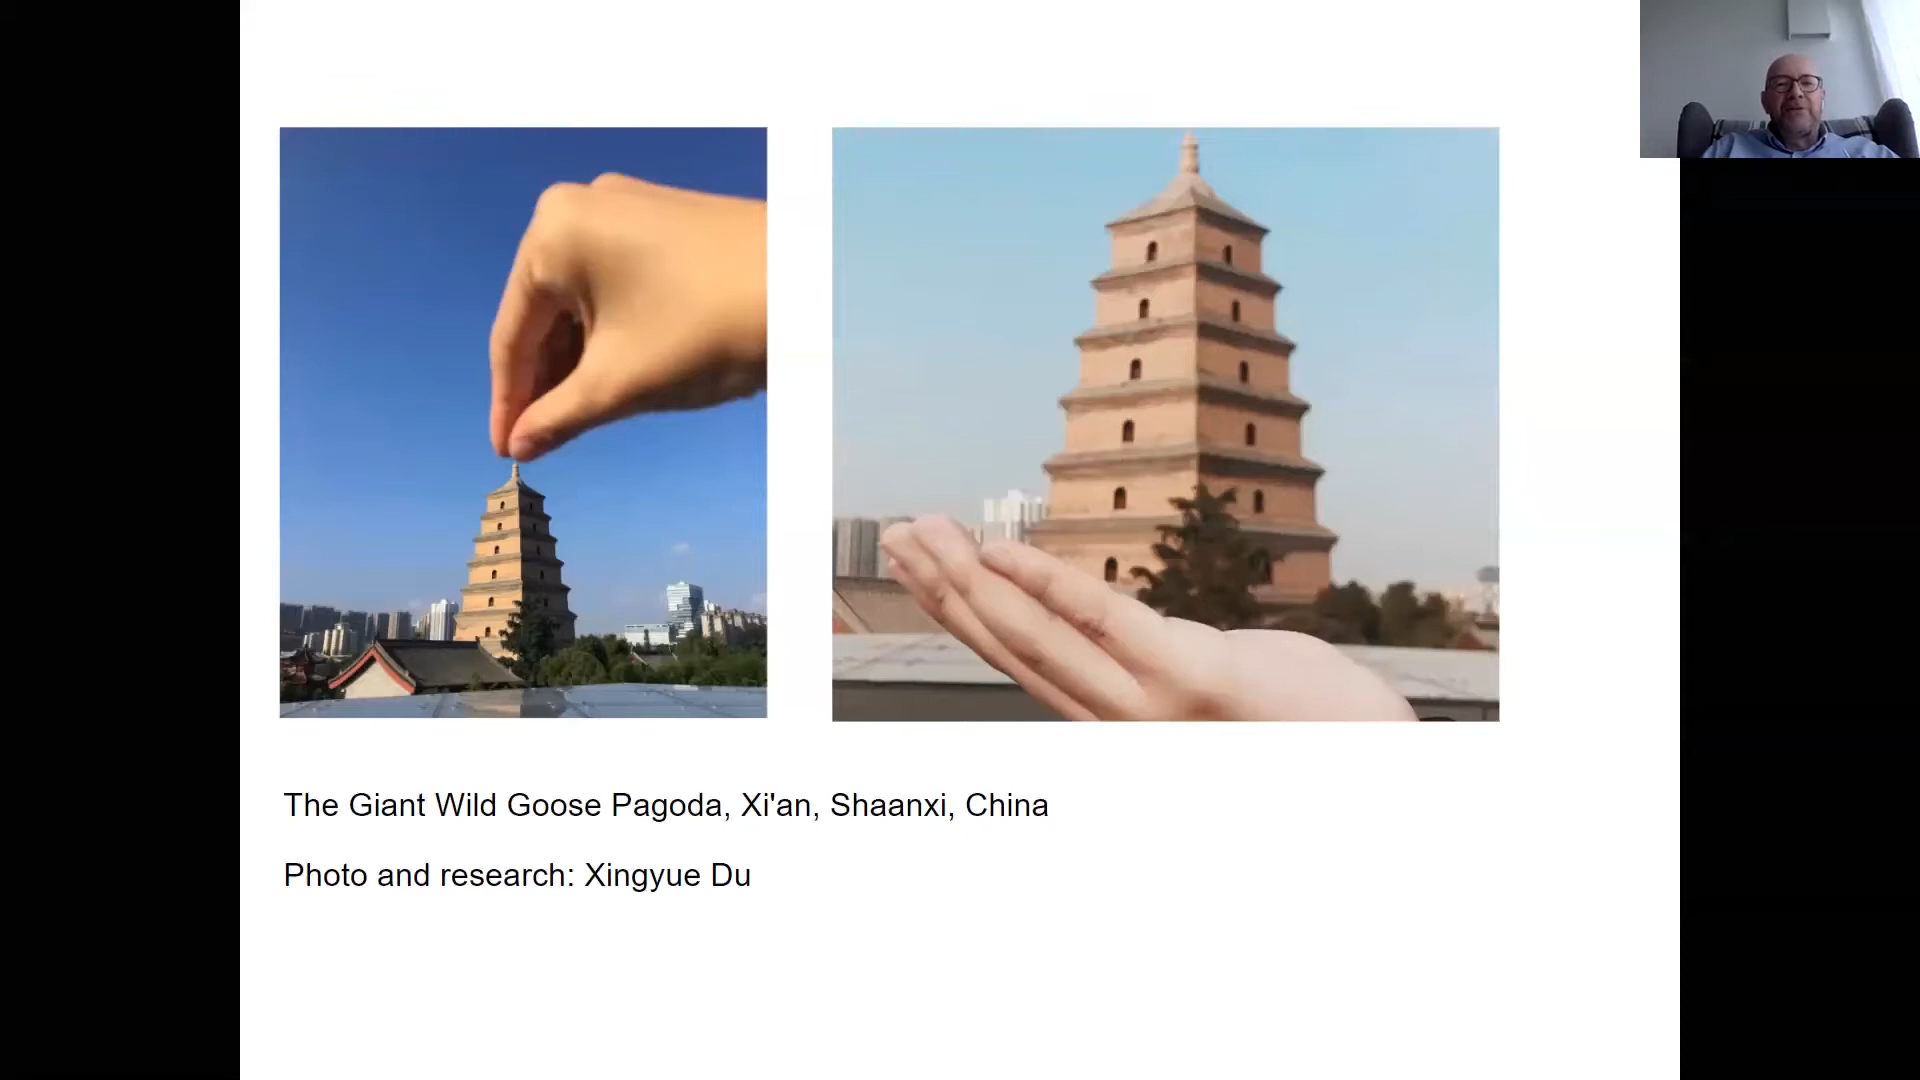 The Giant Wild Goose Pagoda, Xi'an, Shaanxi, China
Photo and research: Xingyue Du